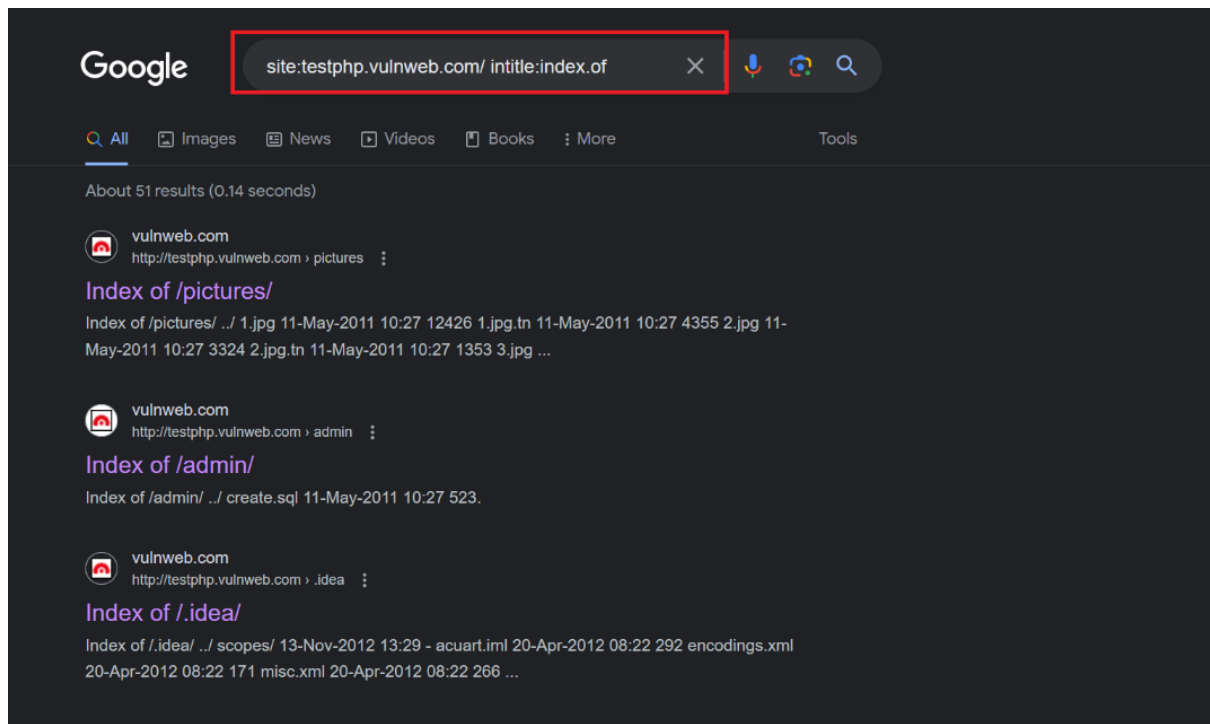 Google
site:testphp.vulnweb.com/ intitle:index.of
All Images News Videos Books More Tools
About 51 results (0.14 seconds)
vulnweb.com
http://testphp.vulnweb.com › pictures
Index of /pictures/
Index of /pictures/ ../ 1.jpg 11-May-2011 10:27 12426 1.jpg.tn 11-May-2011 10:27 4355 2.jpg 11-
May-2011 10:27 3324 2.jpg.tn 11-May-2011 10:27 1353 3.jpg ...
vulnweb.com
http://testphp.vulnweb.com › admin
Index of /admin/
Index of /admin/ ../ create.sql 11-May-2011 10:27 523.
vulnweb.com
http://testphp.vulnweb.com › .idea
Index of /.idea/
Index of /.idea/ ../ scopes/ 13-Nov-2012 13:29 - acuart.iml 20-Apr-2012 08:22 292 encodings.xml
20-Apr-2012 08:22 171 misc.xml 20-Apr-2012 08:22 266 ...